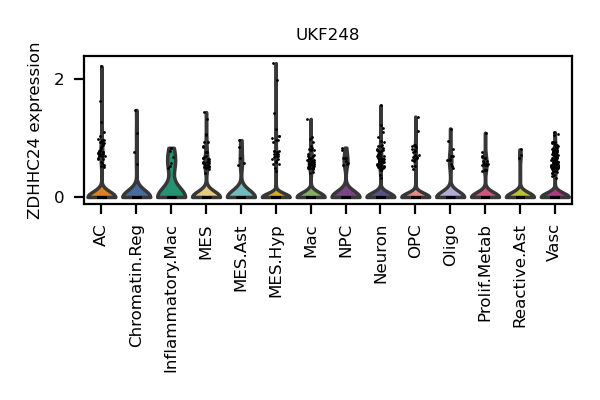 UKF248
ZDHHC24 expression
2
0
AC
Chromatin.Reg
Inflammatory.Mac
MES
MES.Ast
MES.Hyp
Mac
NPC
Neuron
OPC
Oligo
Prolif.Metab
Reactive.Ast
Vasc